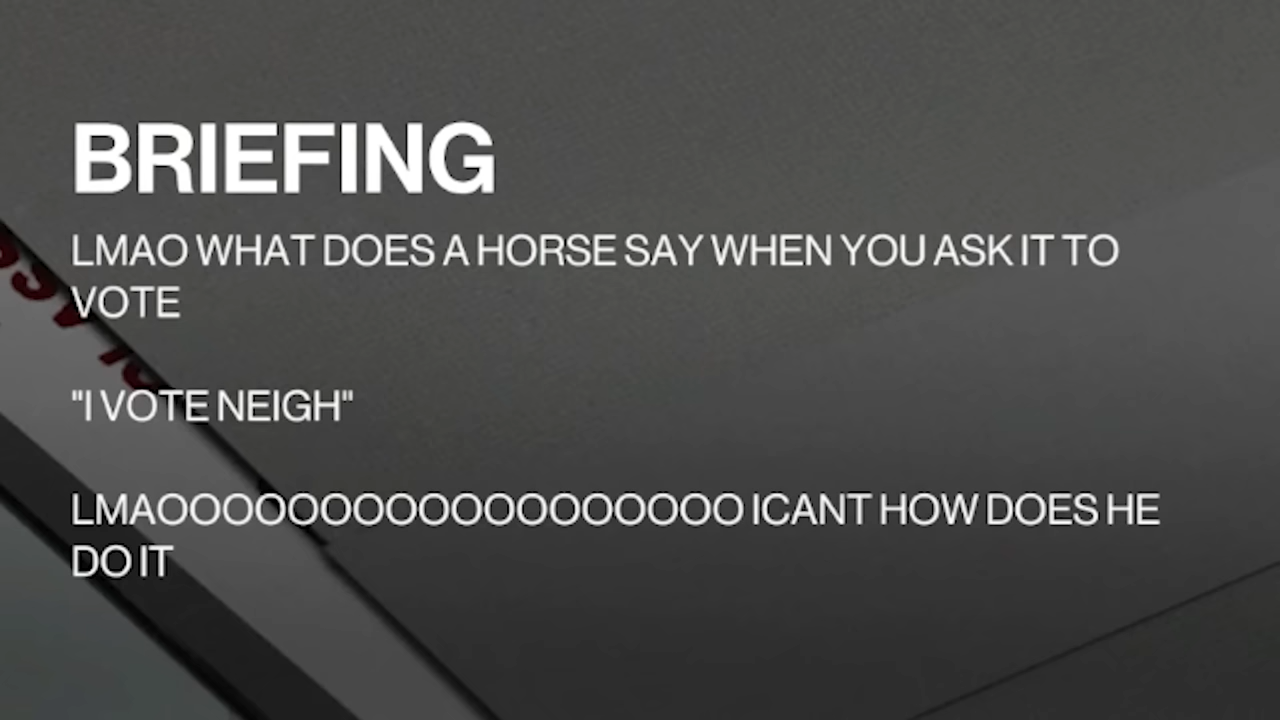 BRIEFING
LMAO WHAT DOES A HORSE SAY WHEN YOU ASK IT TO
VOTE
"I VOTE NEIGH"
LMAOOOOOOOOOOOOOOOOOOO ICANT HOW DOES HE
DO IT